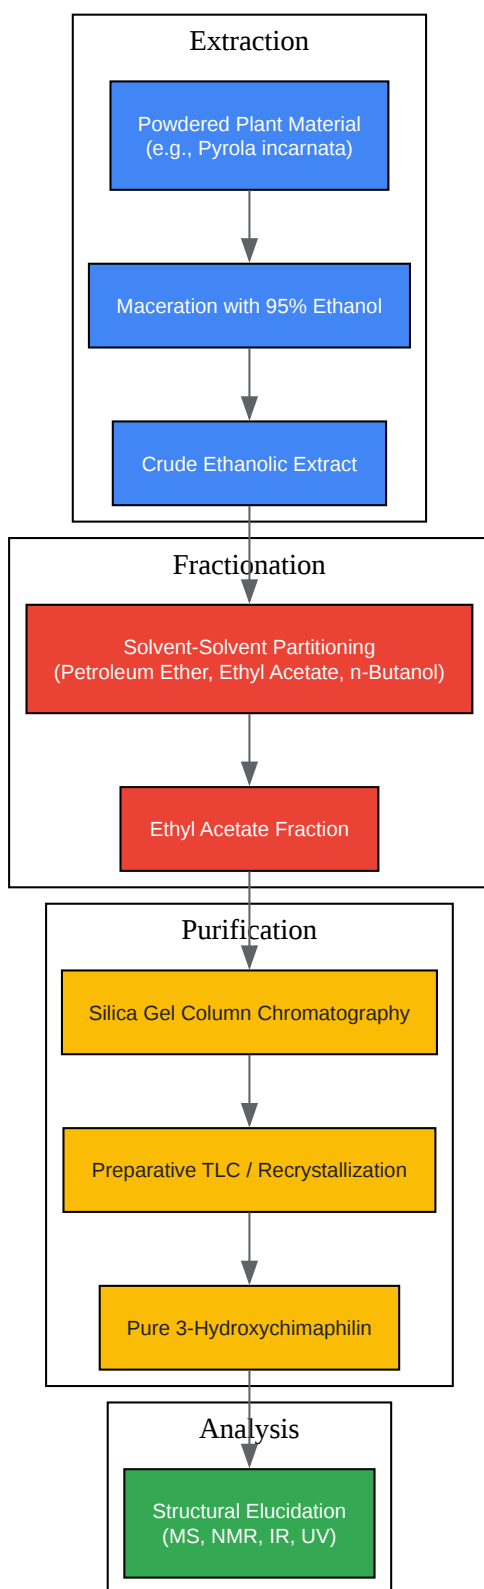 Extraction
Powdered Plant Material
(e.g., Pyrola incarnata)
Maceration with 95% Ethanol
Crude Ethanolic Extract
Fractionation
Solvent-Solvent Partitioning
(Petroleum Ether, Ethyl Acetate, n-Butanol)
Ethyl Acetate Fraction
Purification
Silica Gel Column Chromatography
Preparative TLC / Recrystallization
Pure 3-Hydroxychimaphilin
Analysis
Structural Elucidation
(MS, NMR, IR, UV)